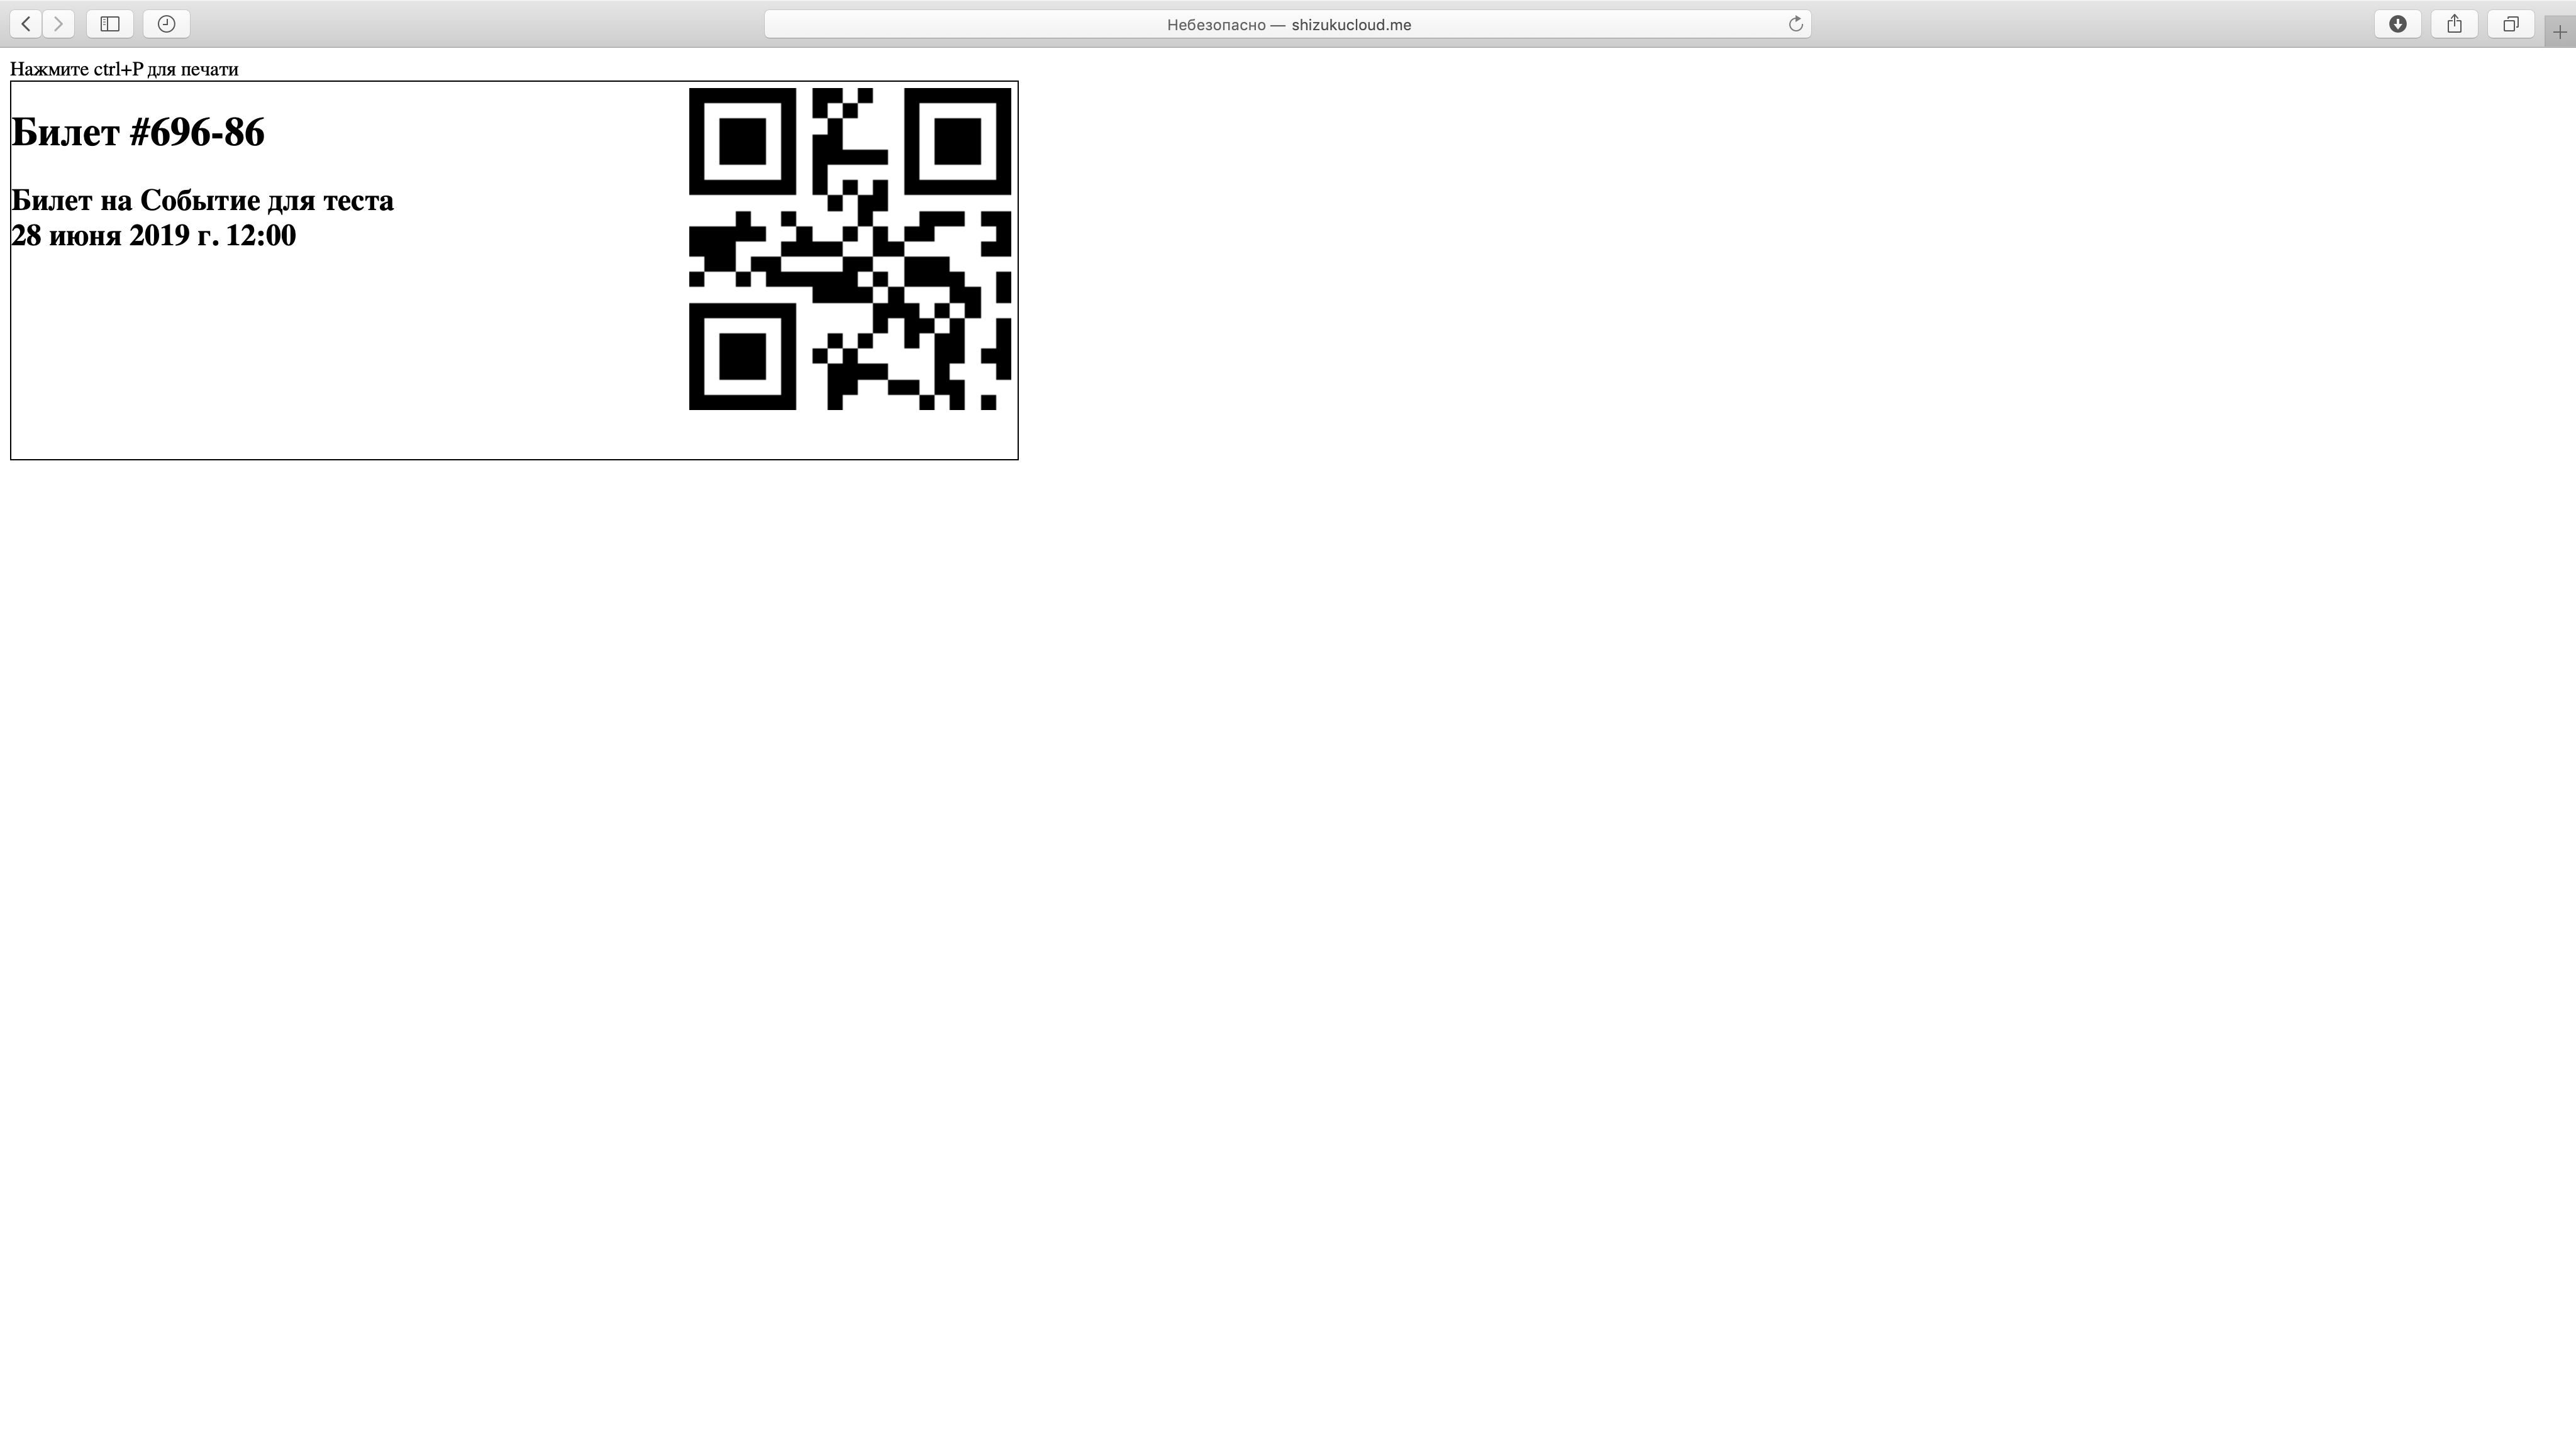 Небезопасно — shizukucloud.me
Нажмите ctrl+P для печати
Билет #696-86
Билет на Событие для теста
28 июня 2019 г. 12:00